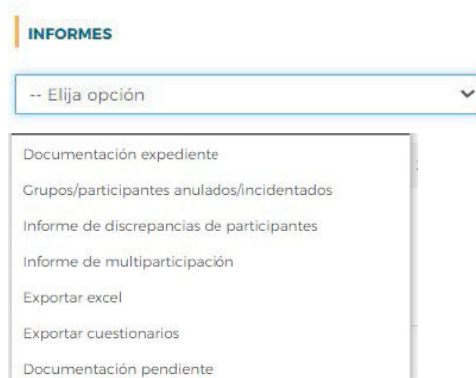 INFORMES
-- Elija opción
Documentación expediente
Grupos/participantes anulados/incidentados
Informe de discrepancias de participantes
Informe de multiparticipación
Exportar excel
Exportar cuestionarios
Documentación pendiente